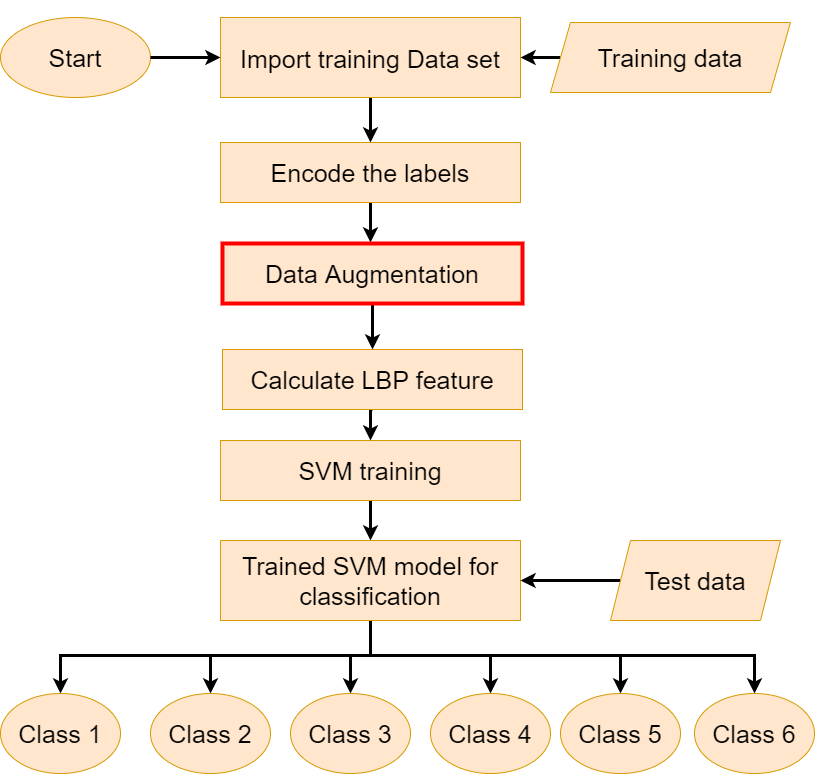 Start
Import training Data set
Training data
Encode the labels
Data Augmentation
Calculate LBP feature
SVM training
Trained SVM model for
classification
Test data
Class 1
Class 2
Class 3
Class 4
Class 5
Class 6